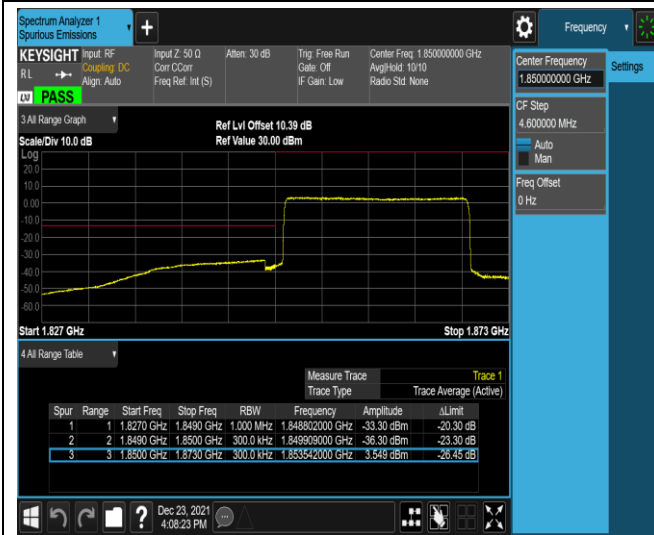 Spectrum Analyzer 1
Spurious Emissions
Frequency
KEYSIGHT Input: RF Input Z: 50 Ω Atten: 30 dB Trig: Free Run Center Freq: 1.850000000 GHz
RL Coupling: DC Corr CCorr Gate: Off Avg|Hold: 10/10
Align: Auto Freq Ref: Int (S) IF Gain: Low Radio Std: None
LXI PASS
Center Frequency
1.850000000 GHz
Settings
CF Step
4.600000 MHz
Auto
Man
Freq Offset
0 Hz
3 All Range Graph
Ref Lvl Offset 10.39 dB
Scale/Div 10.0 dB Ref Value 30.00 dBm
Log
20.0
10.0
0.00
-10.0
-20.0
-30.0
-40.0
-50.0
-60.0
Start 1.827 GHz Stop 1.873 GHz
4 All Range Table
Measure Trace Trace 1
Trace Type Trace Average (Active)
Spur Range Start Freq Stop Freq RBW Frequency Amplitude ΔLimit
1 1 1.8270 GHz 1.8490 GHz 1.000 MHz 1.848802000 GHz -33.30 dBm -20.30 dB
2 2 1.8490 GHz 1.8500 GHz 300.0 kHz 1.849909000 GHz -36.30 dBm -23.30 dB
3 3 1.8500 GHz 1.8730 GHz 300.0 kHz 1.853542000 GHz 3.549 dBm -26.45 dB
? Dec 23, 2021
4:08:23 PM